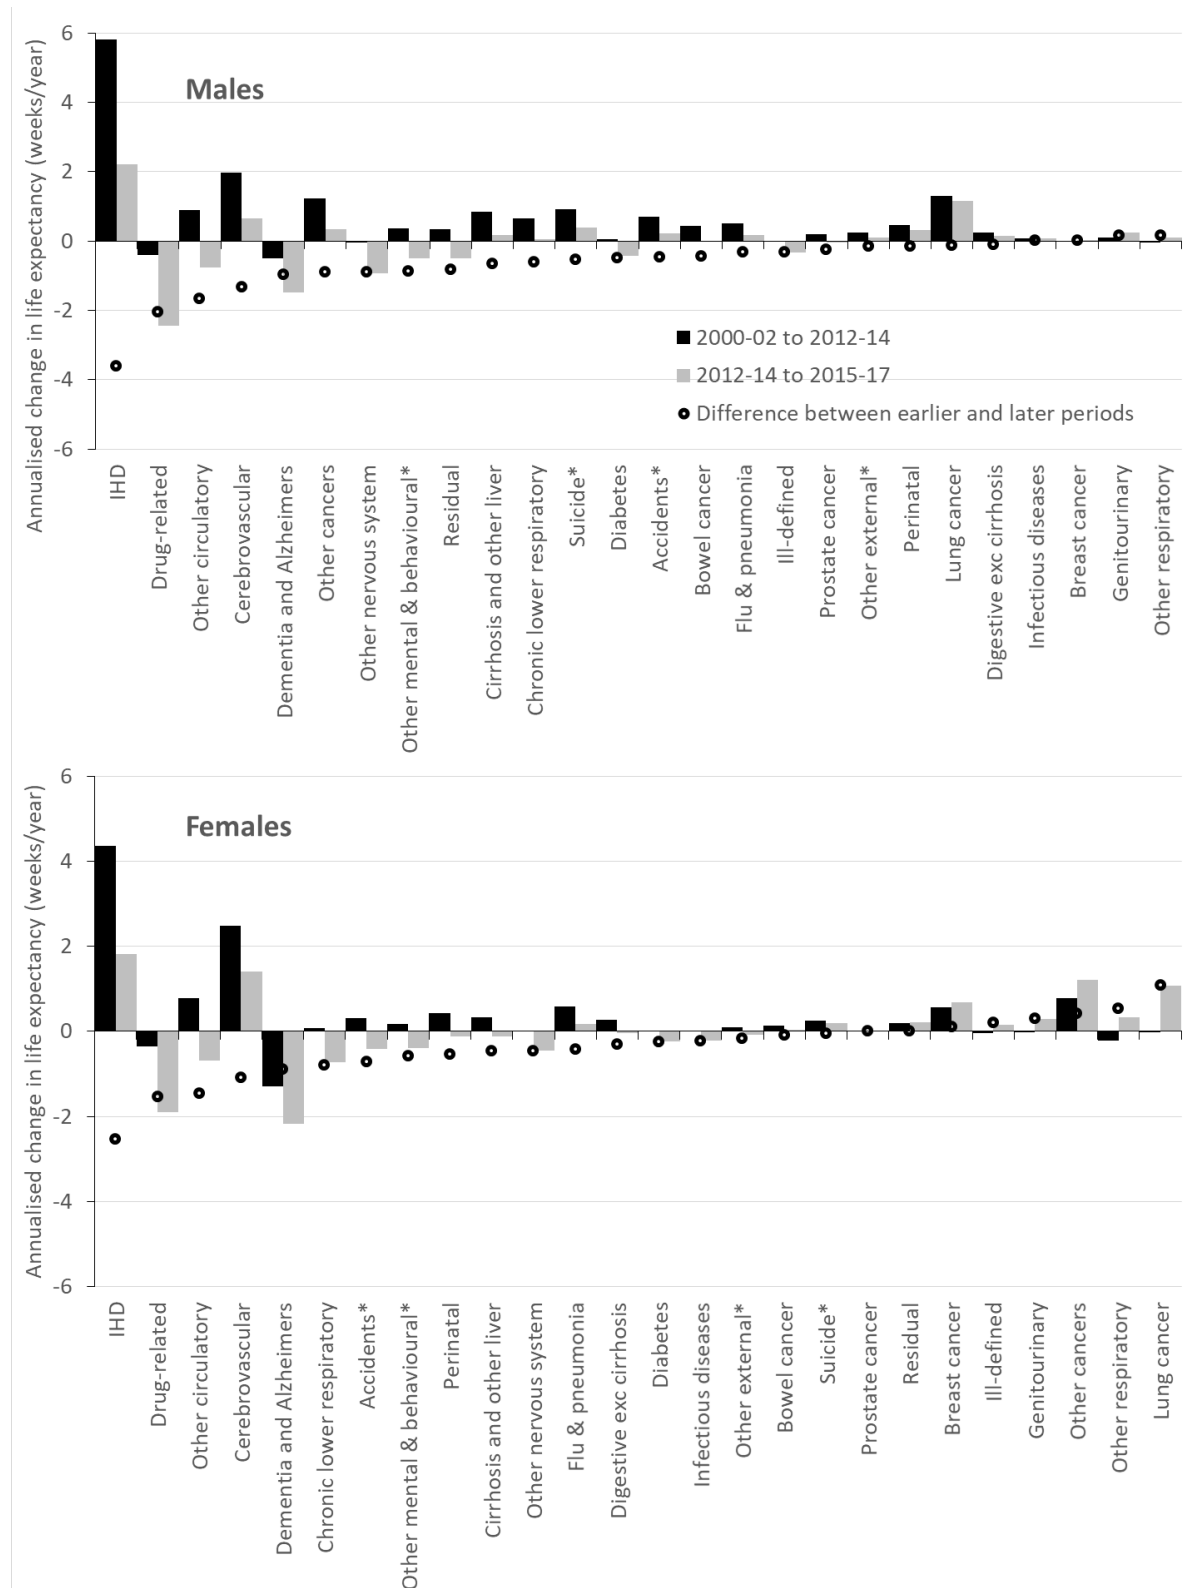 Annualised change in life expectancy (weeks/year)
6
4
2
0
-2
-4
-6
Males
2000-02 to 2012-14
2012-14 to 2015-17
Difference between earlier and later periods
IHD
Drug-related
Other circulatory
Cerebrovascular
Dementia and Alzheimers
Other cancers
Other nervous system
Other mental & behavioural*
Residual
Cirrhosis and other liver
Chronic lower respiratory
Suicide*
Diabetes
Accidents*
Bowel cancer
Flu & pneumonia
Ill-defined
Prostate cancer
Other external*
Perinatal
Lung cancer
Digestive exc cirrhosis
Infectious diseases
Breast cancer
Genitourinary
Other respiratory
Annualised change in life expectancy (weeks/year)
6
4
2
0
-2
-4
-6
Females
IHD
Drug-related
Other circulatory
Cerebrovascular
Dementia and Alzheimers
Chronic lower respiratory
Accidents*
Other mental & behavioural*
Perinatal
Cirrhosis and other liver
Other nervous system
Flu & pneumonia
Digestive exc cirrhosis
Diabetes
Infectious diseases
Other external*
Bowel cancer
Suicide*
Prostate cancer
Residual
Breast cancer
Ill-defined
Genitourinary
Other cancers
Other respiratory
Lung cancer